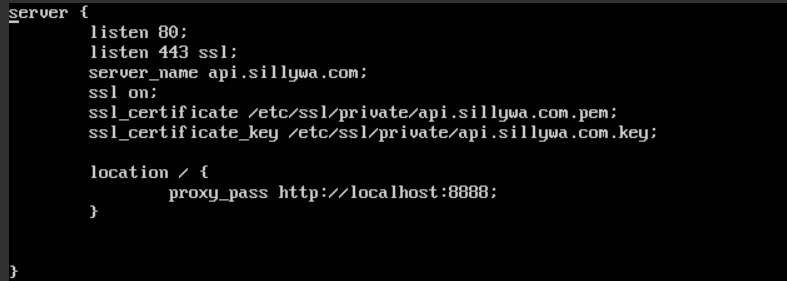 server {
listen 80;
listen 443 ssl;
server_name api.sillywa.com;
ssl on;
ssl_certificate /etc/ssl/private/api.sillywa.com.pem;
ssl_certificate_key /etc/ssl/private/api.sillywa.com.key;
location / {
proxy_pass http://localhost:8888;
}
}